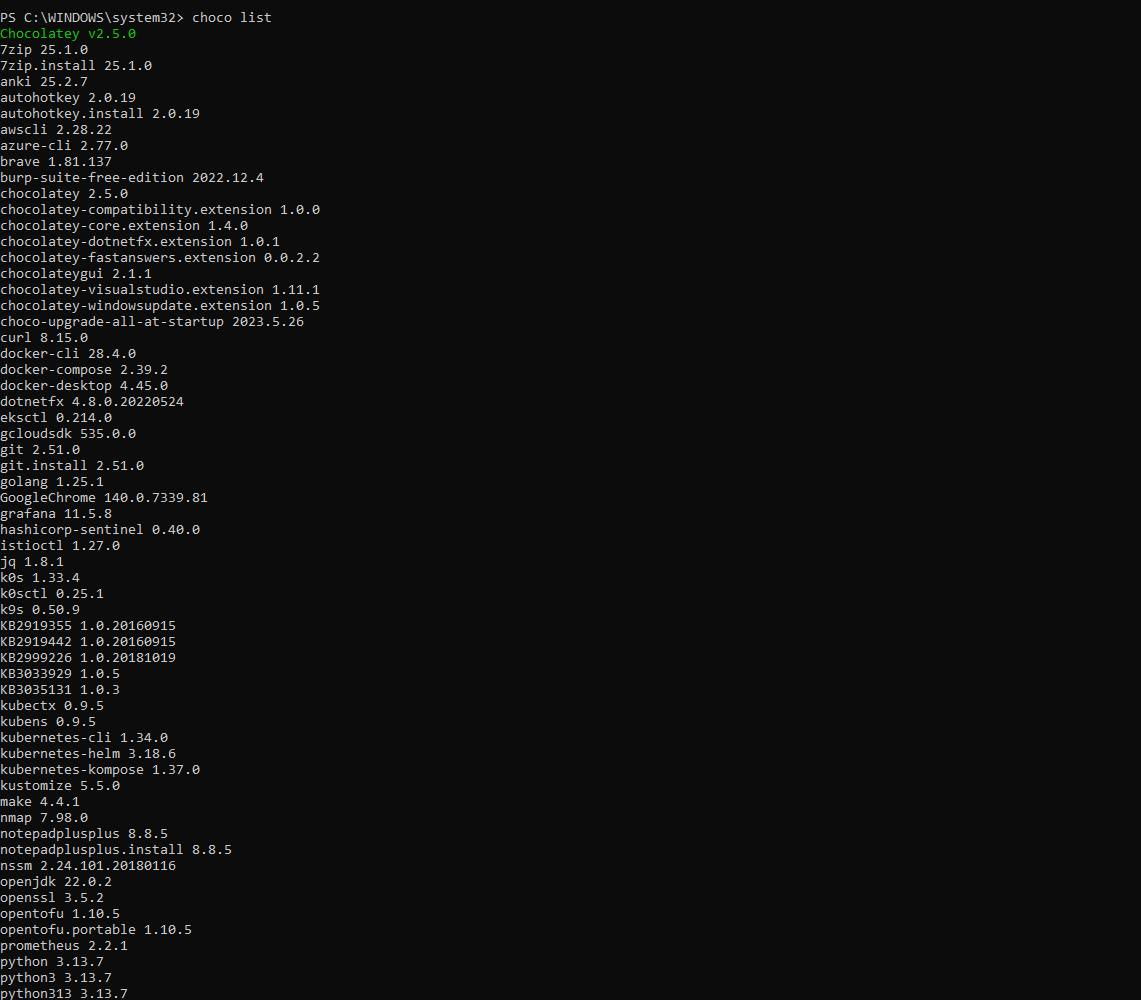 PS C:\WINDOWS\system32> choco list
Chocolatey v2.5.0
7zip 25.1.0
7zip.install 25.1.0
anki 25.2.7
autohotkey 2.0.19
autohotkey.install 2.0.19
awscli 2.28.22
azure-cli 2.77.0
brave 1.81.137
burp-suite-free-edition 2022.12.4
chocolatey 2.5.0
chocolatey-compatibility.extension 1.0.0
chocolatey-core.extension 1.4.0
chocolatey-dotnetfx.extension 1.0.1
chocolatey-fastanswers.extension 0.0.2.2
chocolateygui 2.1.1
chocolatey-visualstudio.extension 1.11.1
chocolatey-windowsupdate.extension 1.0.5
choco-upgrade-all-at-startup 2023.5.26
curl 8.15.0
docker-cli 28.4.0
docker-compose 2.39.2
docker-desktop 4.45.0
dotnetfx 4.8.0.20220524
eksctl 0.214.0
gcloudsdk 535.0.0
git 2.51.0
git.install 2.51.0
golang 1.25.1
GoogleChrome 140.0.7339.81
grafana 11.5.8
hashicorp-sentinel 0.40.0
istioctl 1.27.0
jq 1.8.1
k0s 1.33.4
k0sctl 0.25.1
k9s 0.50.9
KB2919355 1.0.20160915
KB2919442 1.0.20160915
KB2999226 1.0.20181019
KB3033929 1.0.5
KB3035131 1.0.3
kubectx 0.9.5
kubens 0.9.5
kubernetes-cli 1.34.0
kubernetes-helm 3.18.6
kubernetes-kompose 1.37.0
kustomize 5.5.0
make 4.4.1
nmap 7.98.0
notepadplusplus 8.8.5
notepadplusplus.install 8.8.5
nssm 2.24.101.20180116
openjdk 22.0.2
openssl 3.5.2
opentofu 1.10.5
opentofu.portable 1.10.5
prometheus 2.2.1
python 3.13.7
python3 3.13.7
python313 3.13.7